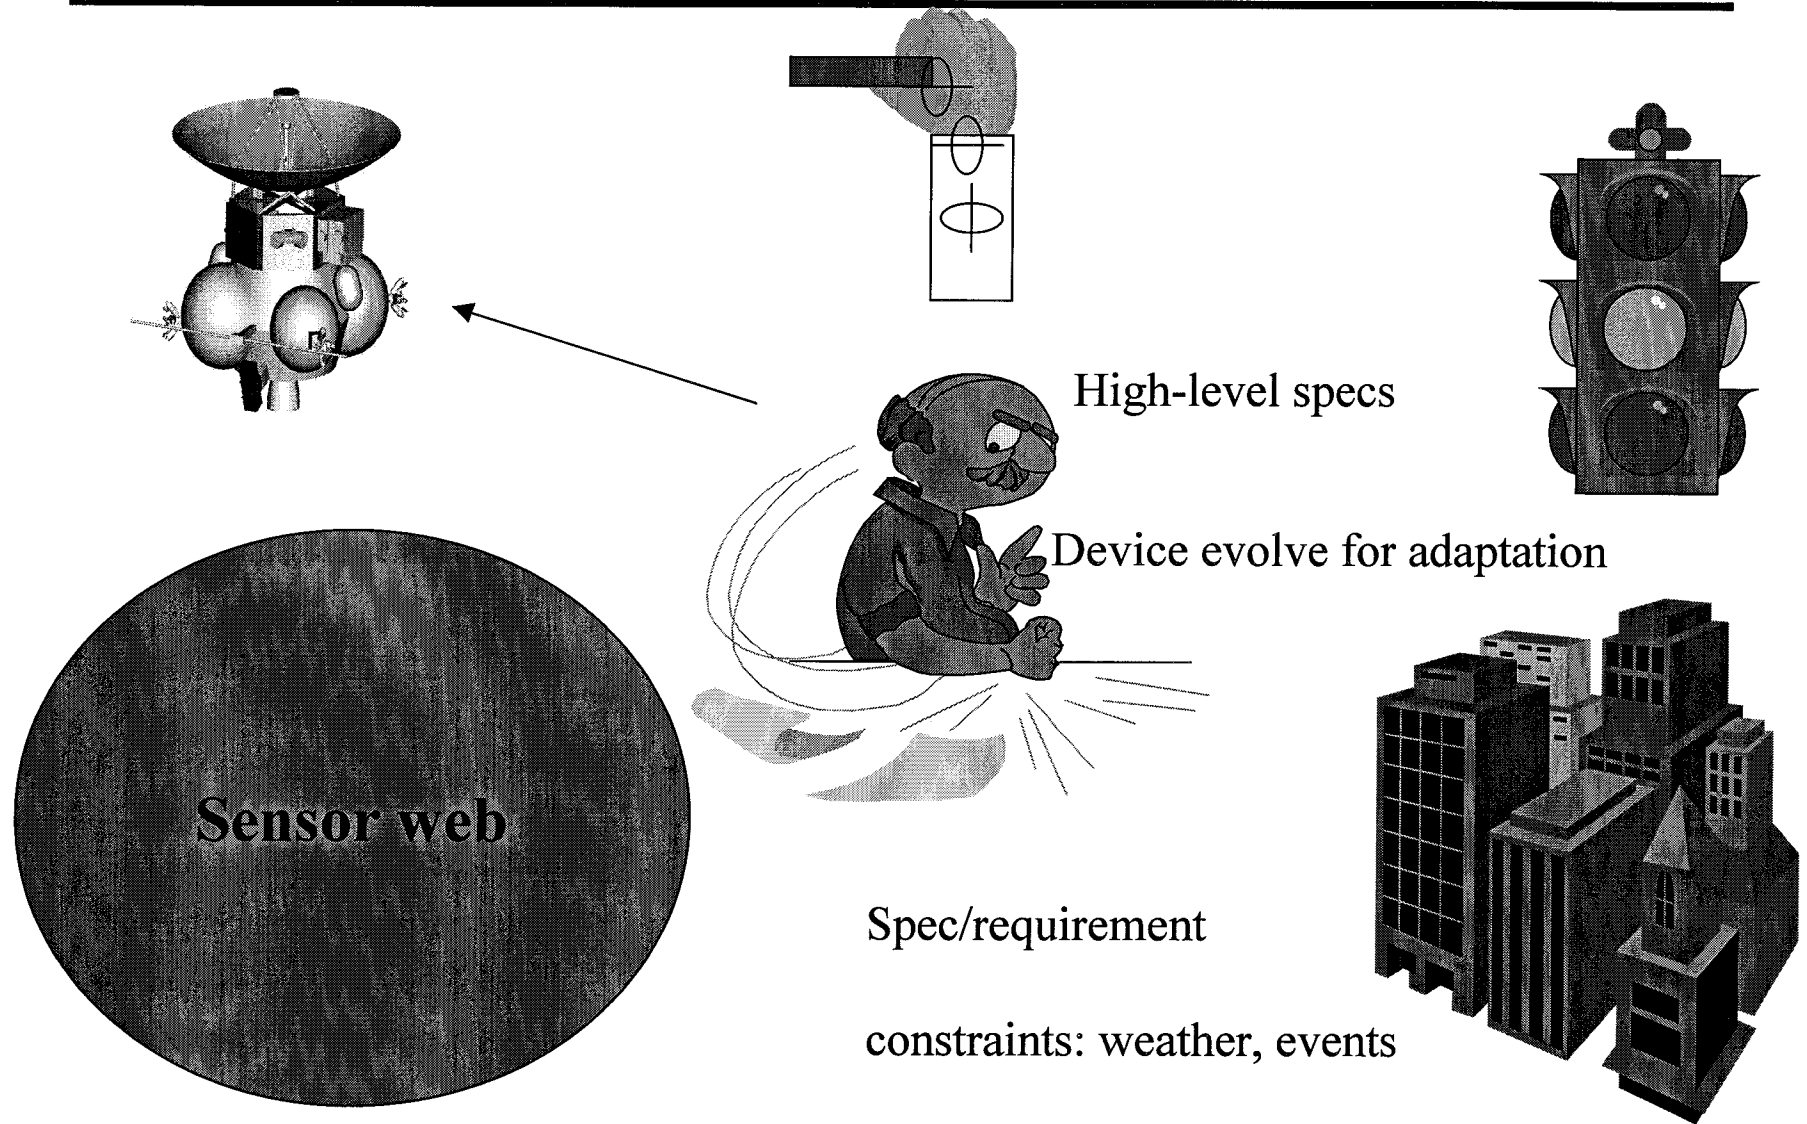 High-level specs
Device evolve for adaptation
Sensor web
Spec/requirement
constraints: weather, events